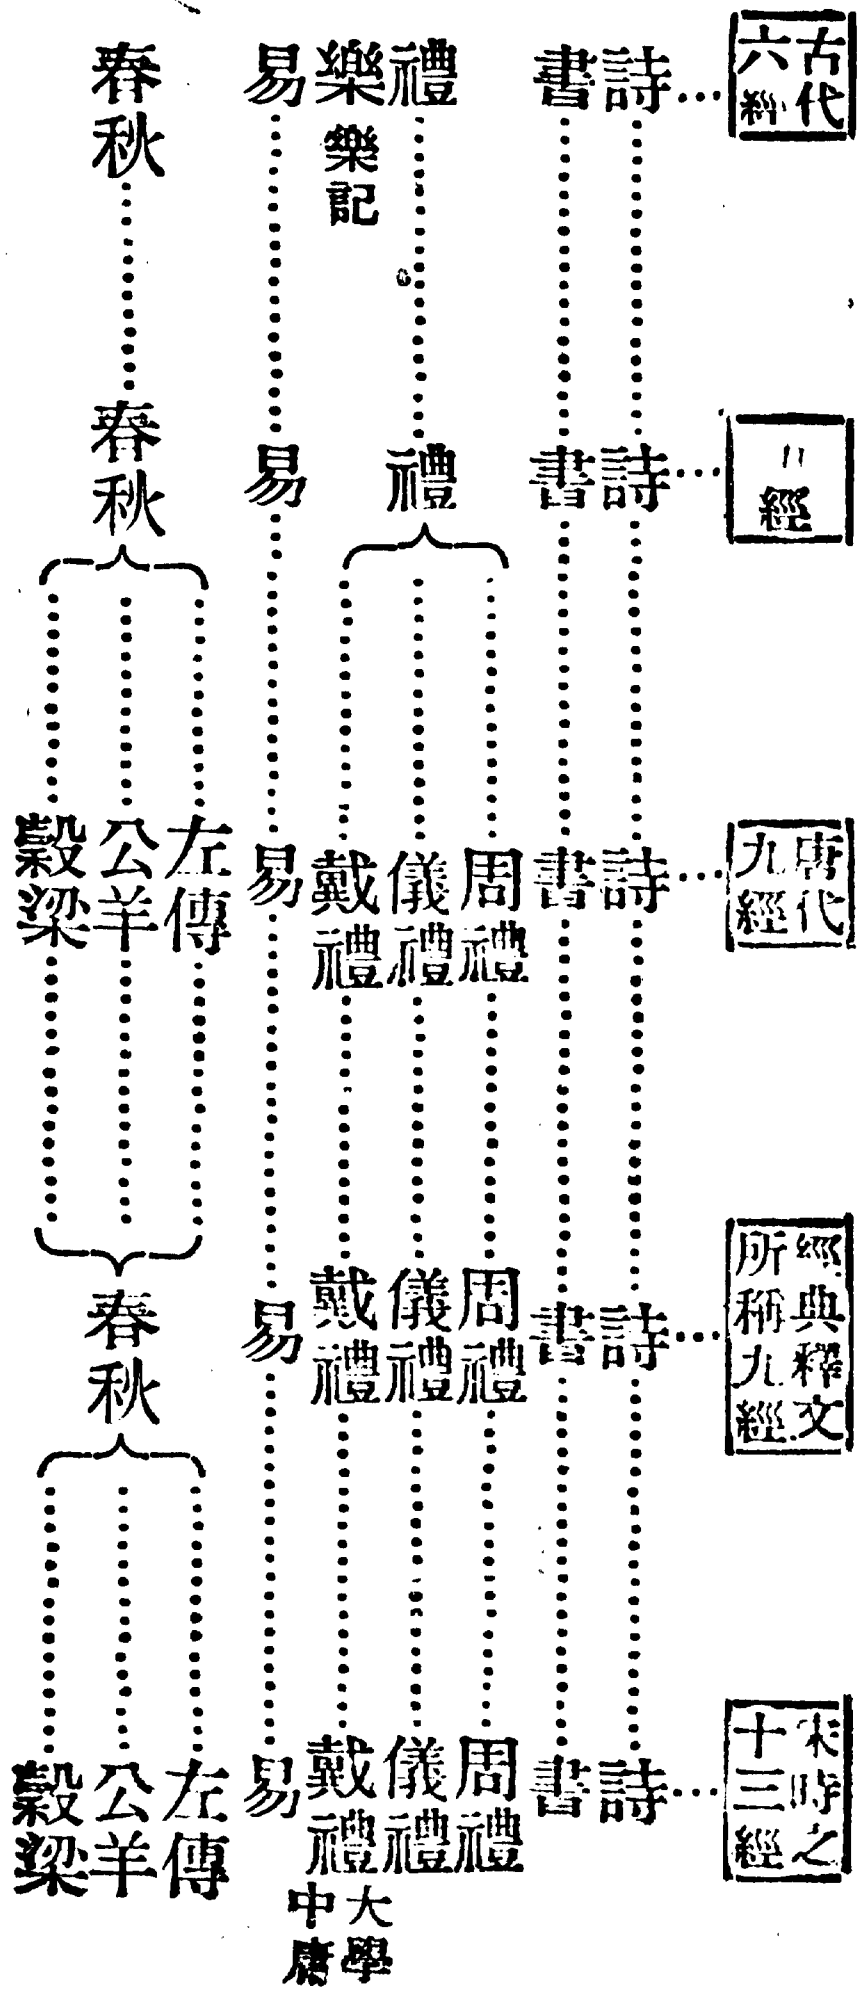 古代六經
詩
書
禮
樂
樂記
易
春秋
經
詩
書
禮
易
春秋
唐代九經
詩
書
周禮
儀禮
戴禮
易
左傳
公羊
縠梁
經典釋文所稱九經
詩
書
周禮
儀禮
戴禮
易
春秋
宋時之十三經
詩
書
周禮
儀禮
戴禮
大學
中庸
易
左傳
公羊
縠梁